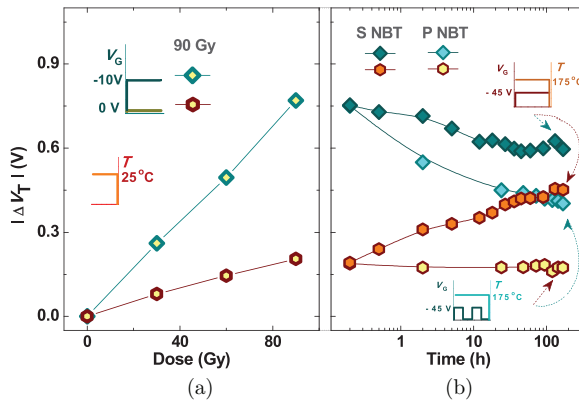 (a)
90 Gy
V_G
-10V
0 V
T
25°C
| ΔV_T | (V)
0.9
0.6
0.3
0.0
0 40 80
Dose (Gy)
(a)
(b)
S NBT P NBT
V_G T
175°C
- 45 V
V_G T
- 45 V 175°C
1 10 100
Time (h)
(b)